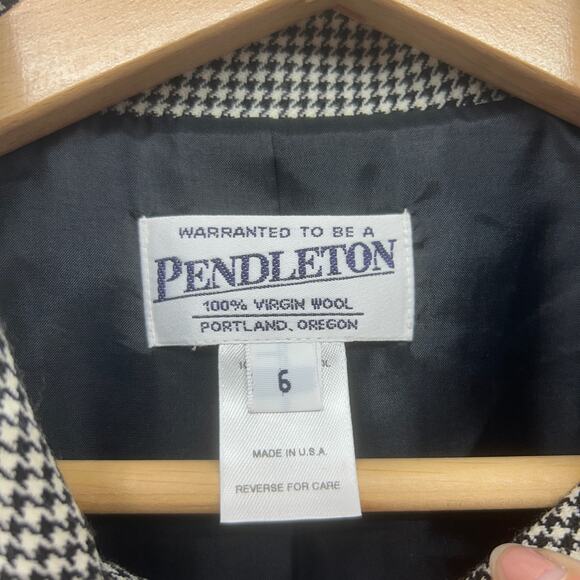 WARRANTED TO BE A
PENDLETON
100% VIRGIN WOOL
PORTLAND, OREGON
6
MADE IN U.S.A.
REVERSE FOR CARE